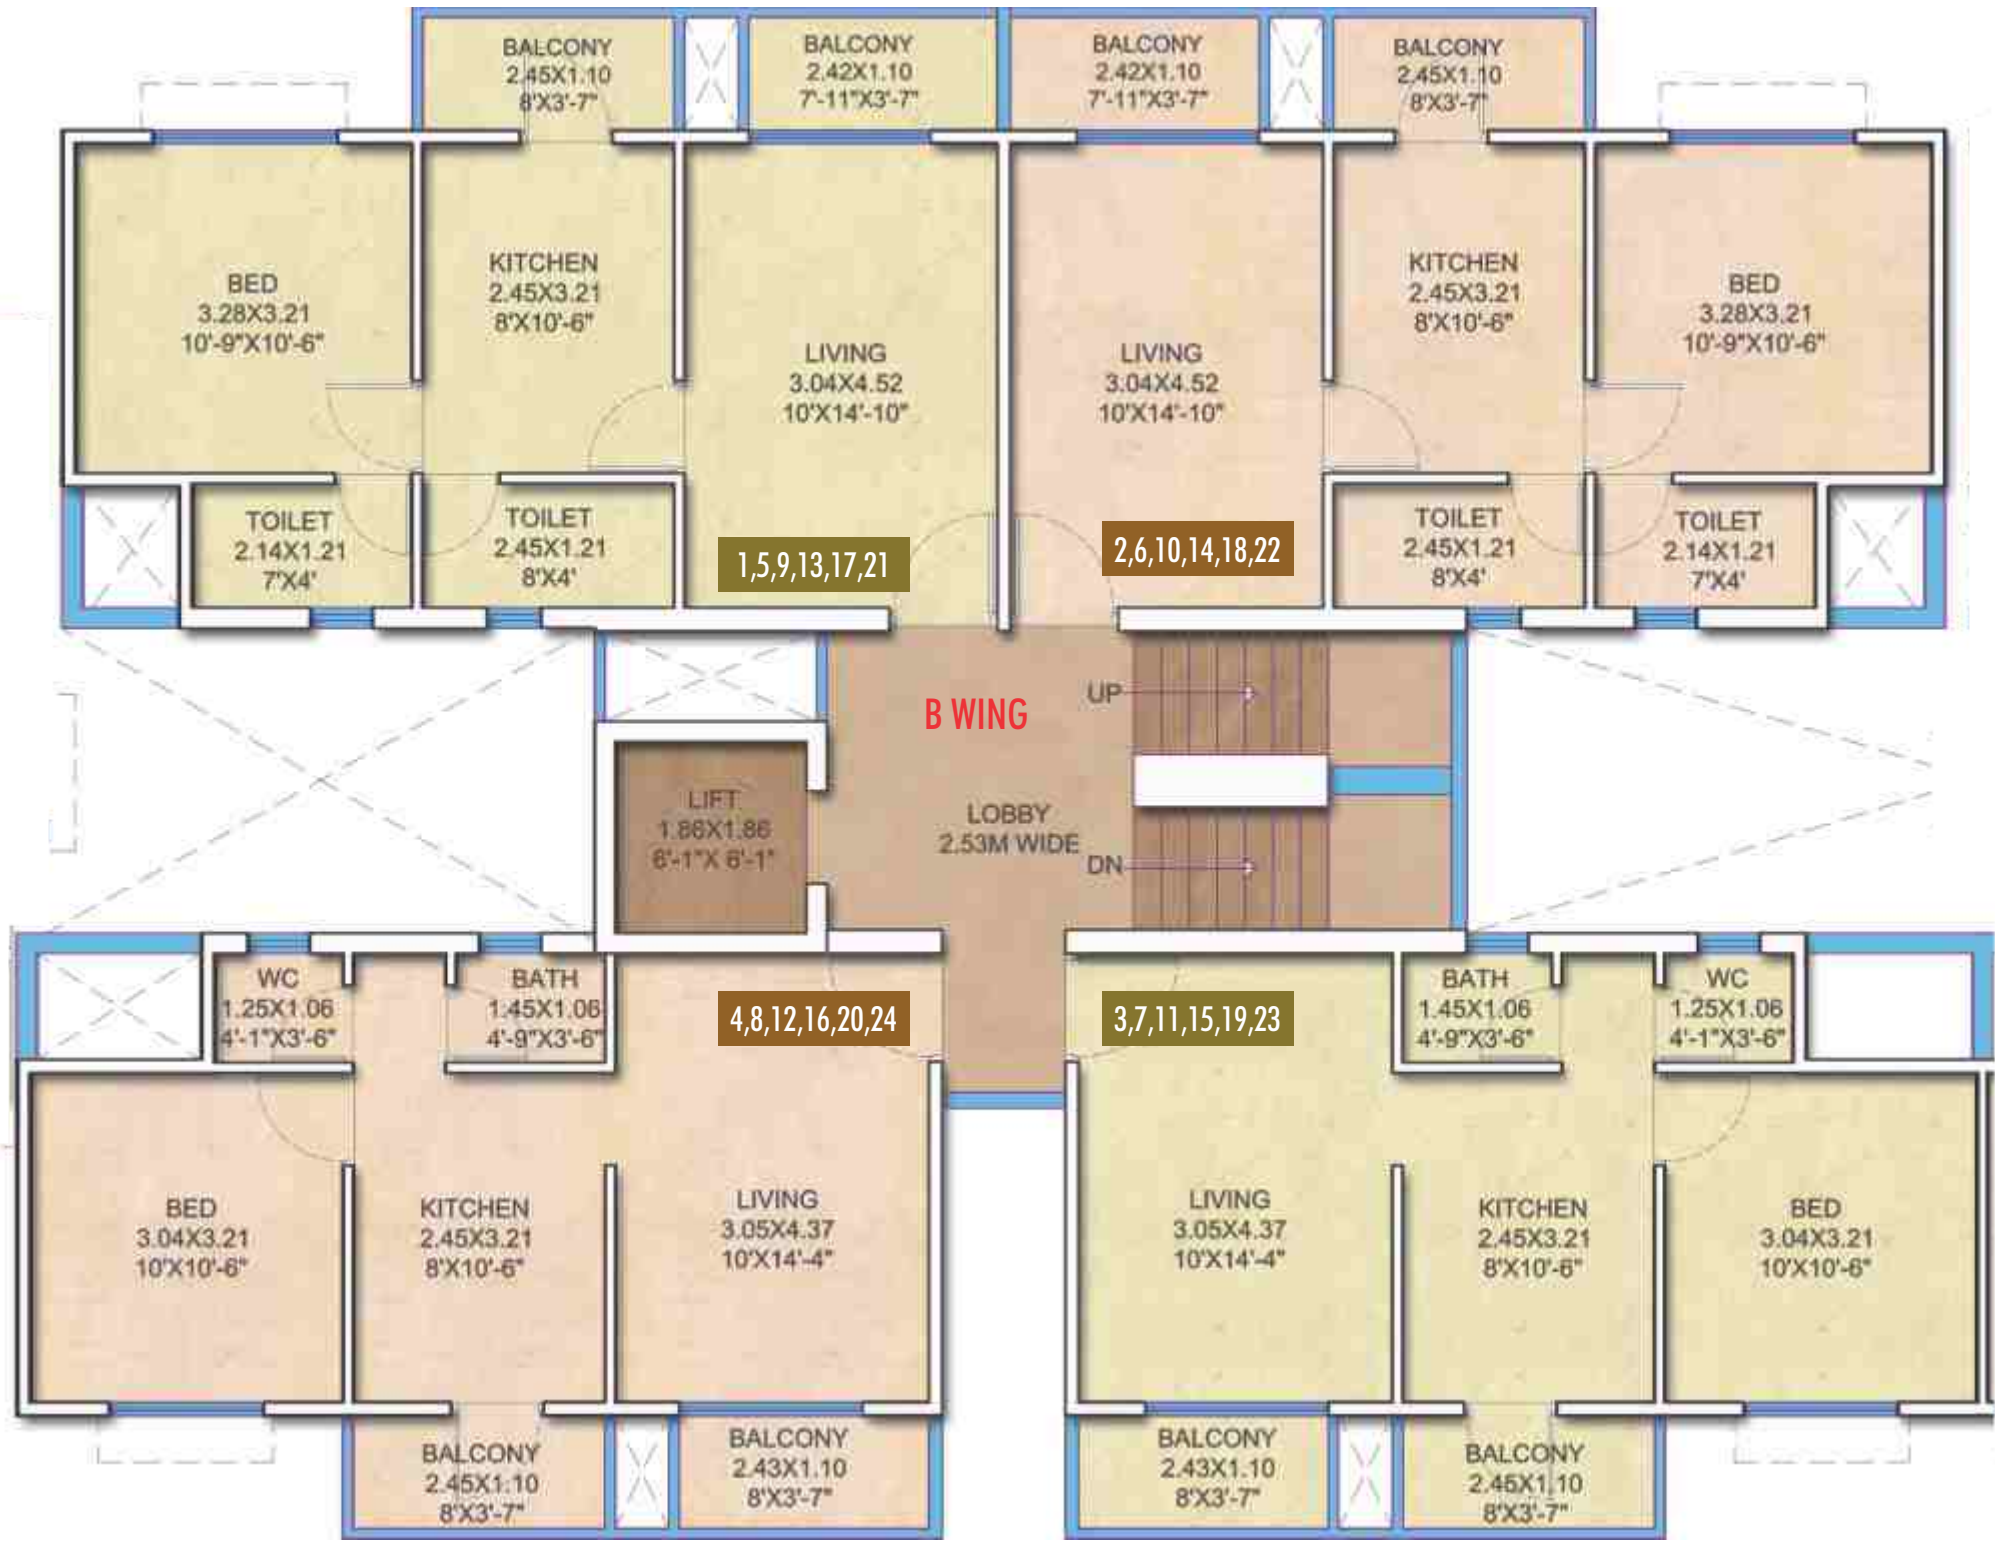 BALCONY
2.45X1.10
8'X3'-7"
BALCONY
2.42X1.10
7'-11"X3'-7"
BALCONY
2.42X1.10
7'-11"X3'-7"
BALCONY
2.45X1.10
8'X3'-7"
BED
3.28X3.21
10'-9"X10'-6"
KITCHEN
2.45X3.21
8'X10'-6"
LIVING
3.04X4.52
10'X14'-10"
LIVING
3.04X4.52
10'X14'-10"
KITCHEN
2.45X3.21
8'X10'-6"
BED
3.28X3.21
10'-9"X10'-6"
TOILET
2.14X1.21
7'X4'
TOILET
2.45X1.21
8'X4'
1,5,9,13,17,21
2,6,10,14,18,22
TOILET
2.45X1.21
8'X4'
TOILET
2.14X1.21
7'X4'
B WING
UP
LIFT
1.86X1.86
6'-1"X 6'-1"
LOBBY
2.53M WIDE
DN
WC
1.25X1.06
4'-1"X3'-6"
BATH
1.45X1.06
4'-9"X3'-6"
4,8,12,16,20,24
3,7,11,15,19,23
BATH
1.45X1.06
4'-9"X3'-6"
WC
1.25X1.06
4'-1"X3'-6"
BED
3.04X3.21
10'X10'-6"
KITCHEN
2.45X3.21
8'X10'-6"
LIVING
3.05X4.37
10'X14'-4"
LIVING
3.05X4.37
10'X14'-4"
KITCHEN
2.45X3.21
8'X10'-6"
BED
3.04X3.21
10'X10'-6"
BALCONY
2.45X1.10
8'X3'-7"
BALCONY
2.43X1.10
8'X3'-7"
BALCONY
2.43X1.10
8'X3'-7"
BALCONY
2.45X1.10
8'X3'-7"